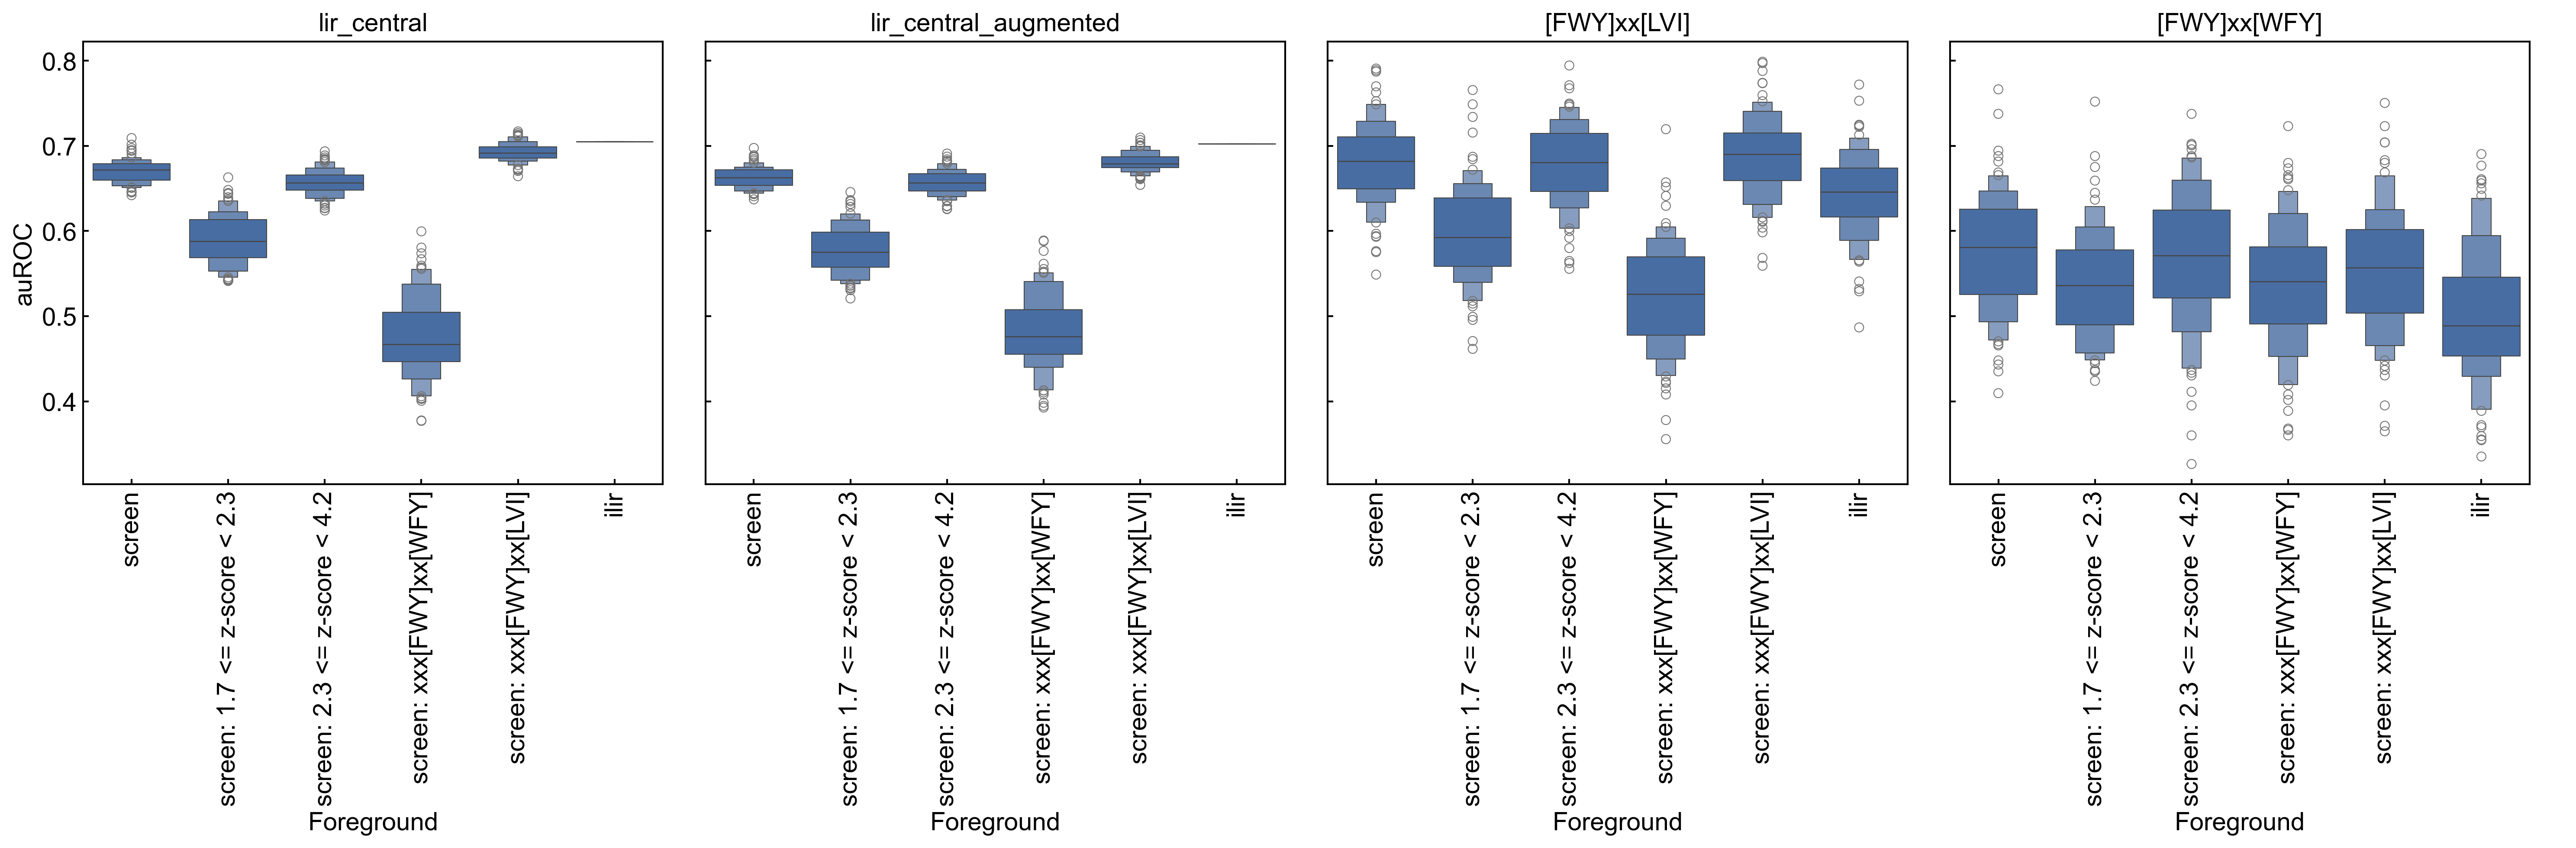 lir_central
lir_central_augmented
[FWY]xx[LVI]
[FWY]xx[WFY]
auROC
0.8
0.7
0.6
0.5
0.4
screen
screen: 1.7 <= z-score < 2.3
screen: 2.3 <= z-score < 4.2
screen: xxx[FWY]xx[WFY]
screen: xxx[FWY]xx[LVI]
ilir
Foreground
screen
screen: 1.7 <= z-score < 2.3
screen: 2.3 <= z-score < 4.2
screen: xxx[FWY]xx[WFY]
screen: xxx[FWY]xx[LVI]
ilir
Foreground
screen
screen: 1.7 <= z-score < 2.3
screen: 2.3 <= z-score < 4.2
screen: xxx[FWY]xx[WFY]
screen: xxx[FWY]xx[LVI]
ilir
Foreground
screen
screen: 1.7 <= z-score < 2.3
screen: 2.3 <= z-score < 4.2
screen: xxx[FWY]xx[WFY]
screen: xxx[FWY]xx[LVI]
ilir
Foreground